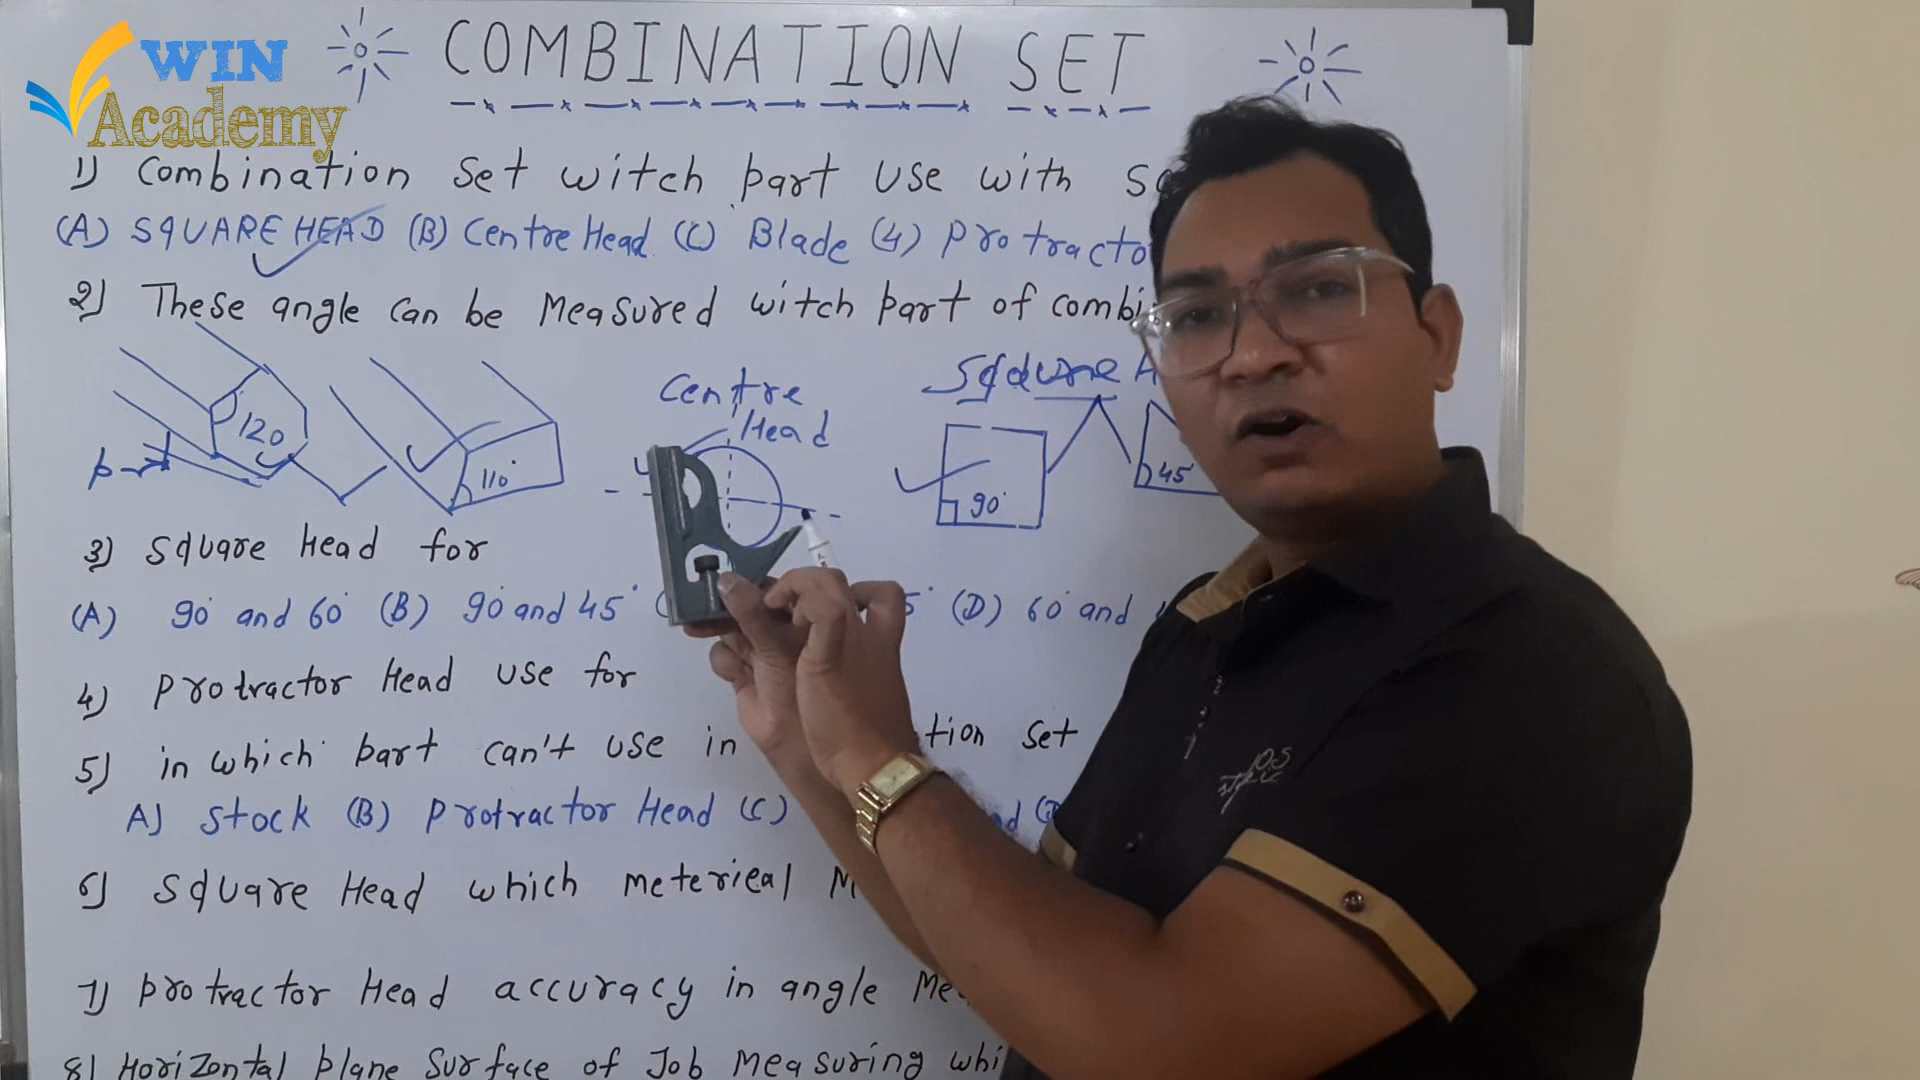 WIN
Academy
COMBINATION SET
1) Combination set witch part use with
(A) SQUARE HEAD (B) Centre Head (C) Blade (4) Protractor
2) These angle can be Measured witch part of combi
Centre
Head
Square
120
110°
90°
45
3) Square Head for
(A) 90° and 60° (B) 90° and 45° (D) 60° and
4) Protractor Head use for
5) in which part can't use in tion set
A) Stock (B) Protractor Head (C)
6) Square Head which meterieal
7) protractor Head accuracy in angle
8) Horizontal plane Surface of Job Measuring whi